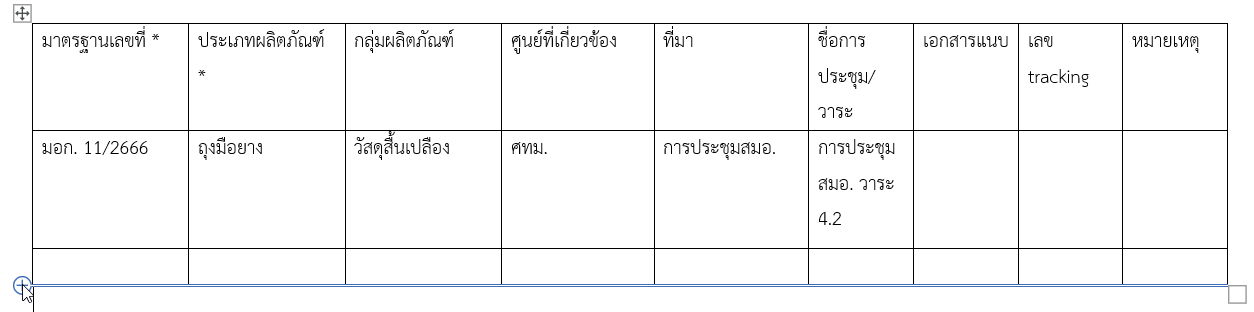 มาตรฐานเลขที่ *
ประเภทผลิตภัณฑ์
*
กลุ่มผลิตภัณฑ์
ศูนย์ที่เกี่ยวข้อง
ที่มา
ชื่อการ
ประชุม/
วาระ
เอกสารแนบ
เลข
tracking
หมายเหตุ
มอก. 11/2666
ถุงมือยาง
วัสดุสิ้นเปลือง
ศทม.
การประชุมสมอ.
การประชุม
สมอ. วาระ
4.2